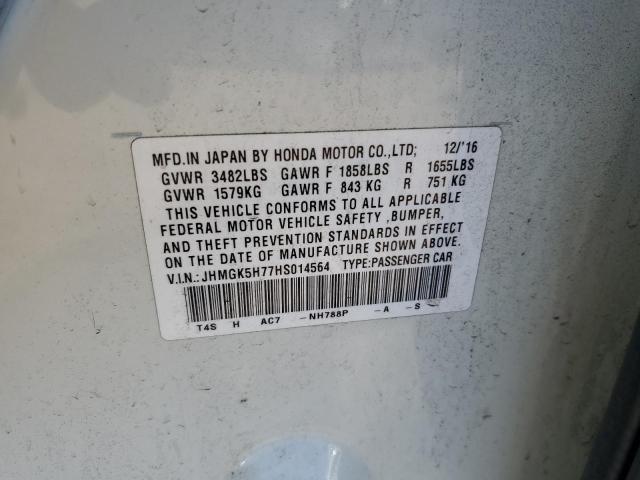 MFD.IN JAPAN BY HONDA MOTOR CO.,LTD; 12/'16
GVWR 3482LBS GAWR F 1858LBS R 1655LBS
GVWR 1579KG GAWR F 843 KG R 751 KG
THIS VEHICLE CONFORMS TO ALL APPLICABLE
FEDERAL MOTOR VEHICLE SAFETY ,BUMPER,
AND THEFT PREVENTION STANDARDS IN EFFECT
ON THE DATE OF MANUFACTURE SHOWN ABOVE.
V.I.N.:JHMGK5H77HS014564 TYPE:PASSENGER CAR
T4S H AC7 -NH788P -A -S